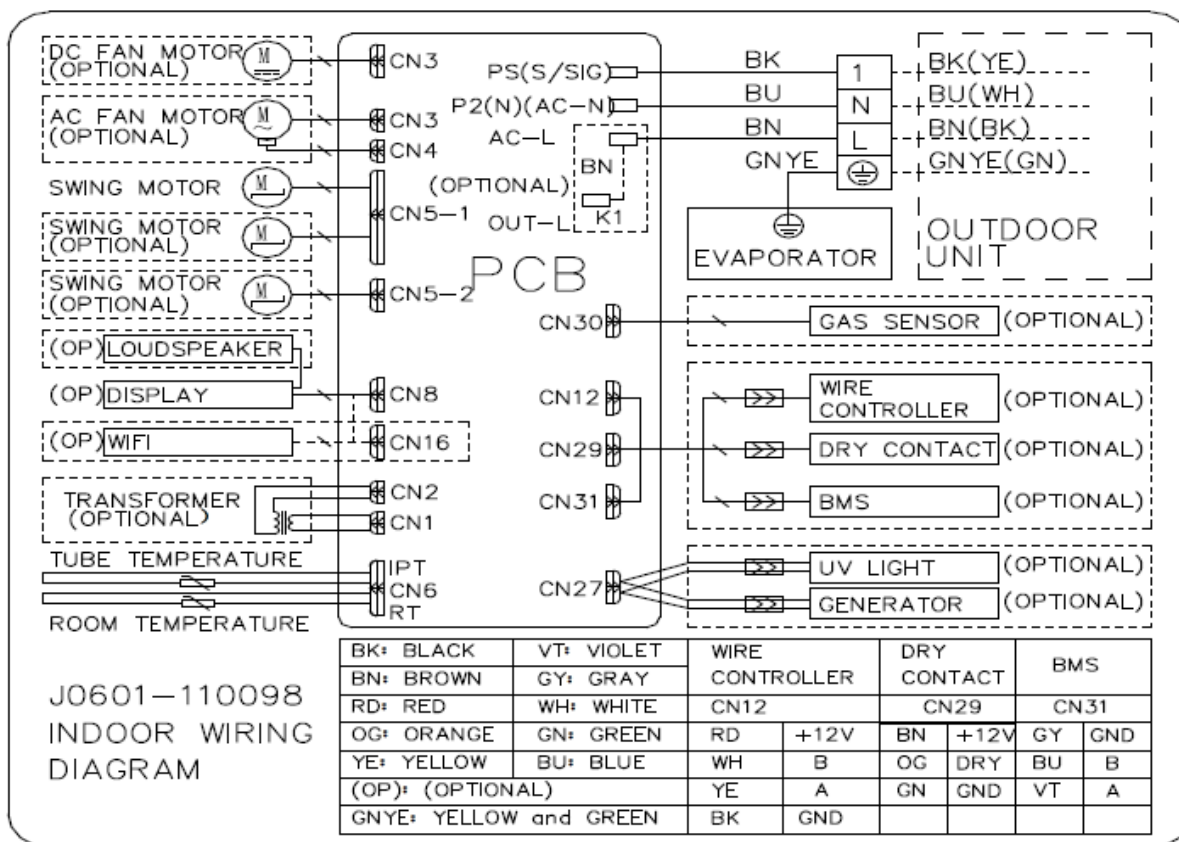 DC FAN MOTOR
(OPTIONAL)
M
CN3
AC FAN MOTOR
(OPTIONAL)
M
CN3
CN4
SWING MOTOR
M
CN5-1
SWING MOTOR
(OPTIONAL)
M
SWING MOTOR
(OPTIONAL)
M
CN5-2
(OP) LOUDSPEAKER
(OP) DISPLAY
CN8
(OP) WIFI
CN16
TRANSFORMER
(OPTIONAL)
CN2
CN1
TUBE TEMPERATURE
IPT
CN6
RT
ROOM TEMPERATURE
PCB
PS(S/SIG)
P2(N)(AC-N)
AC-L
BN
(OPTIONAL)
K1
OUT-L
BK
1
BK(YE)
BU
N
BU(WH)
BN
L
BN(BK)
GNYE
GNYE(GN)
EVAPORATOR
OUTDOOR
UNIT
CN30
GAS SENSOR (OPTIONAL)
CN12
WIRE
CONTROLLER
(OPTIONAL)
CN29
DRY CONTACT (OPTIONAL)
CN31
BMS (OPTIONAL)
CN27
UV LIGHT (OPTIONAL)
GENERATOR (OPTIONAL)
J0601-110098
INDOOR WIRING
DIAGRAM
BK: BLACK VT: VIOLET
BN: BROWN GY: GRAY
RD: RED WH: WHITE
OG: ORANGE GN: GREEN
YE: YELLOW BU: BLUE
(OP): (OPTIONAL)
GNYE: YELLOW and GREEN
WIRE
CONTROLLER
DRY
CONTACT
BMS
CN12 CN29 CN31
RD +12V BN +12V GY GND
WH B OG DRY BU B
YE A GN GND VT A
BK GND